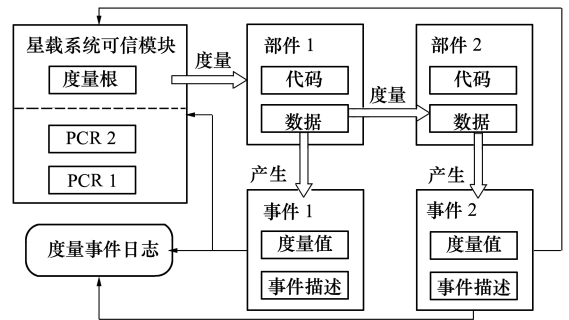 星载系统可信模块
度量根
PCR 2
PCR 1
度量
部件 1
代码
数据
度量
部件 2
代码
数据
产生
产生
事件 1
度量值
事件描述
事件 2
度量值
事件描述
度量事件日志